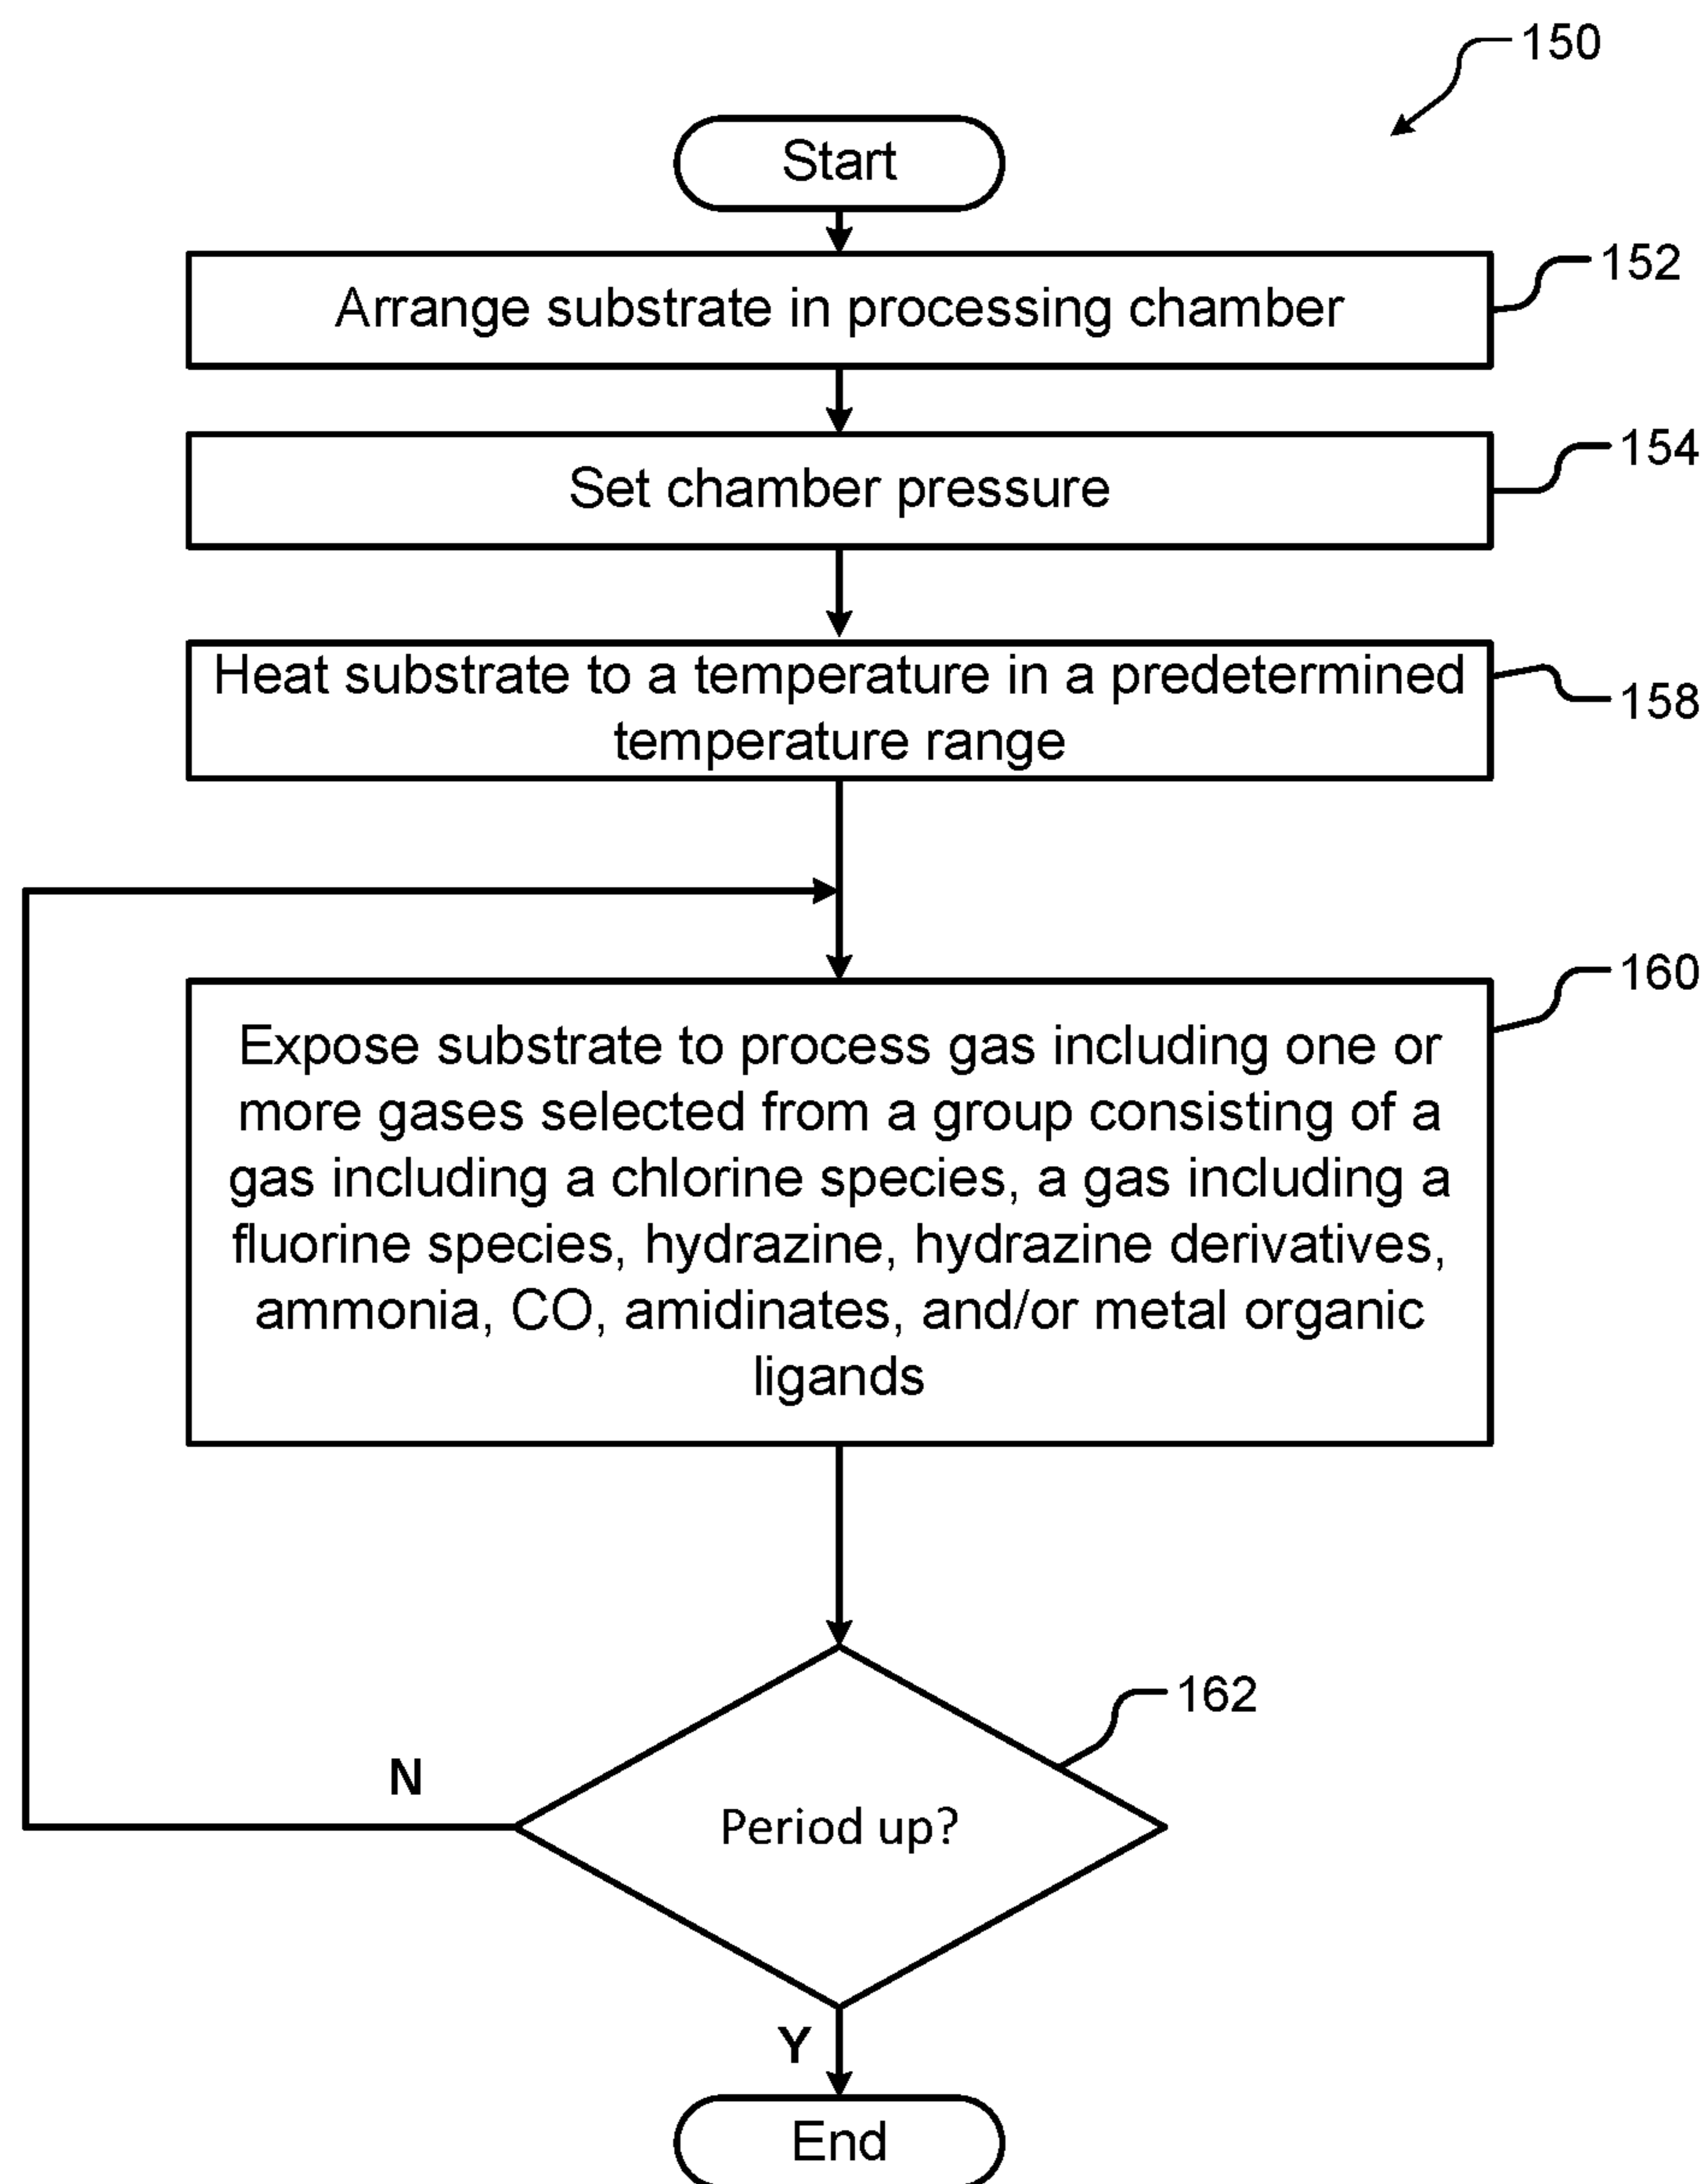 150
Start
152
Arrange substrate in processing chamber
154
Set chamber pressure
Heat substrate to a temperature in a predetermined
temperature range
158
160
Expose substrate to process gas including one or
more gases selected from a group consisting of a
gas including a chlorine species, a gas including a
fluorine species, hydrazine, hydrazine derivatives,
ammonia, CO, amidinates, and/or metal organic
ligands
162
N
Period up?
Y
End